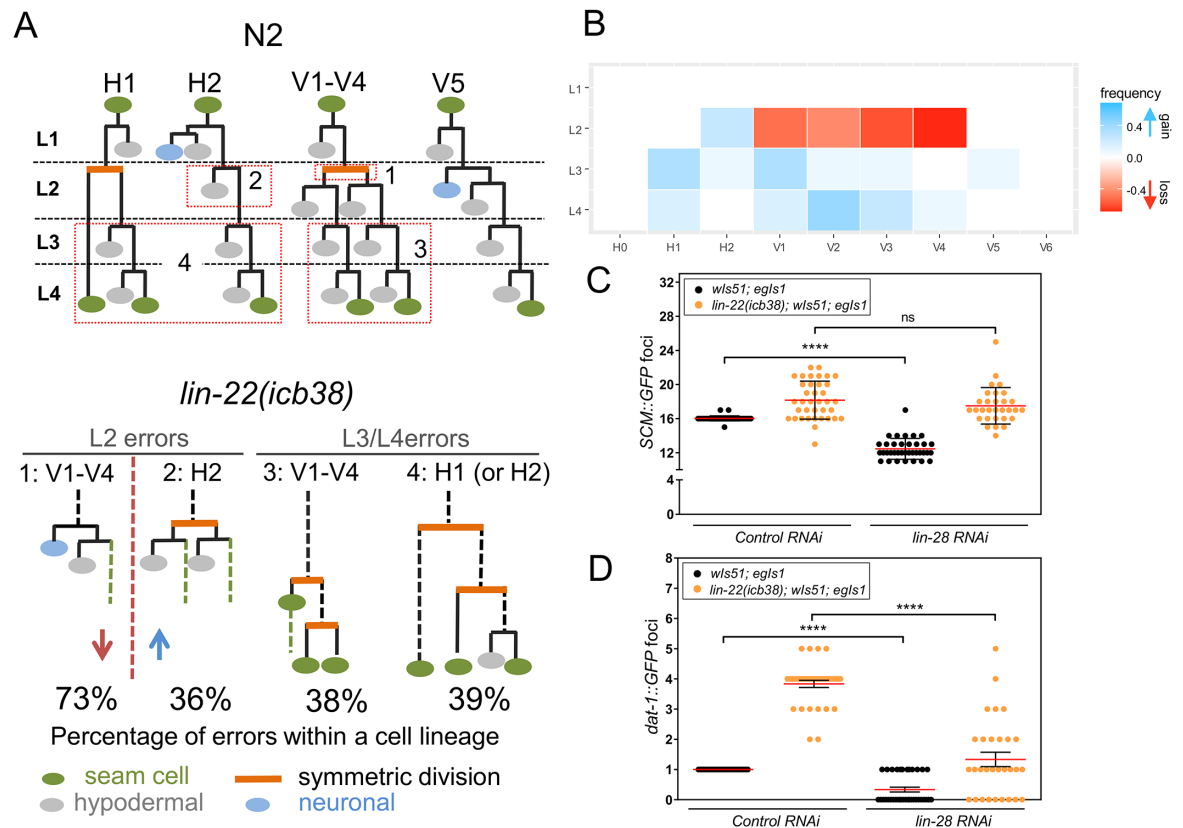 A
N2
H1 H2 V1-V4 V5
L1
L2
L3
L4
1
2
3
4
lin-22(icb38)
L2 errors L3/L4errors
1: V1-V4 2: H2 3: V1-V4 4: H1 (or H2)
73% 36% 38% 39%
Percentage of errors within a cell lineage
seam cell symmetric division
hypodermal neuronal
B
L1
L2
L3
L4
H0 H1 H2 V1 V2 V3 V4 V5 V6
frequency
0.4
0.0
-0.4
gain
loss
C
wIs51; egIs1
lin-22(icb38); wIs51; egIs1
ns
****
SCM::GFP foci
32
28
24
20
16
12
4
0
Control RNAi lin-28 RNAi
D
wIs51; egIs1
lin-22(icb38); wIs51; egIs1
****
****
dat-1::GFP foci
8
7
6
5
4
3
2
1
0
Control RNAi lin-28 RNAi